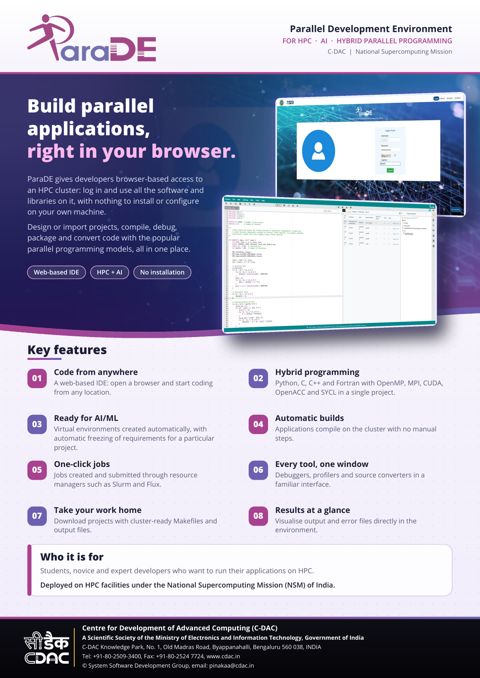 ParaDE
Parallel Development Environment
FOR HPC · AI · HYBRID PARALLEL PROGRAMMING
C-DAC | National Supercomputing Mission
Build parallel
applications,
right in your browser.
ParaDE gives developers browser-based access to
an HPC cluster: log in and use all the software and
libraries on it, with nothing to install or configure
on your own machine.
Design or import projects, compile, debug,
package and convert code with the popular
parallel programming models, all in one place.
Web-based IDE
HPC + AI
No installation
Key features
01
Code from anywhere
A web-based IDE: open a browser and start coding
from any location.
02
Hybrid programming
Python, C, C++ and Fortran with OpenMP, MPI, CUDA,
OpenACC and SYCL in a single project.
03
Ready for AI/ML
Virtual environments created automatically, with
automatic freezing of requirements for a particular
project.
04
Automatic builds
Applications compile on the cluster with no manual
steps.
05
One-click jobs
Jobs created and submitted through resource
managers such as Slurm and Flux.
06
Every tool, one window
Debuggers, profilers and source converters in a
familiar interface.
07
Take your work home
Download projects with cluster-ready Makefiles and
output files.
08
Results at a glance
Visualise output and error files directly in the
environment.
Who it is for
Students, novice and expert developers who want to run their applications on HPC.
Deployed on HPC facilities under the National Supercomputing Mission (NSM) of India.
सी डैक
CDAC
Centre for Development of Advanced Computing (C-DAC)
A Scientific Society of the Ministry of Electronics and Information Technology, Government of India
C-DAC Knowledge Park, No. 1, Old Madras Road, Byappanahalli, Bengaluru 560 038, INDIA
Tel: +91-80-2509-3400, Fax: +91-80-2524 7724, www.cdac.in
© System Software Development Group, email: pinakaa@cdac.in